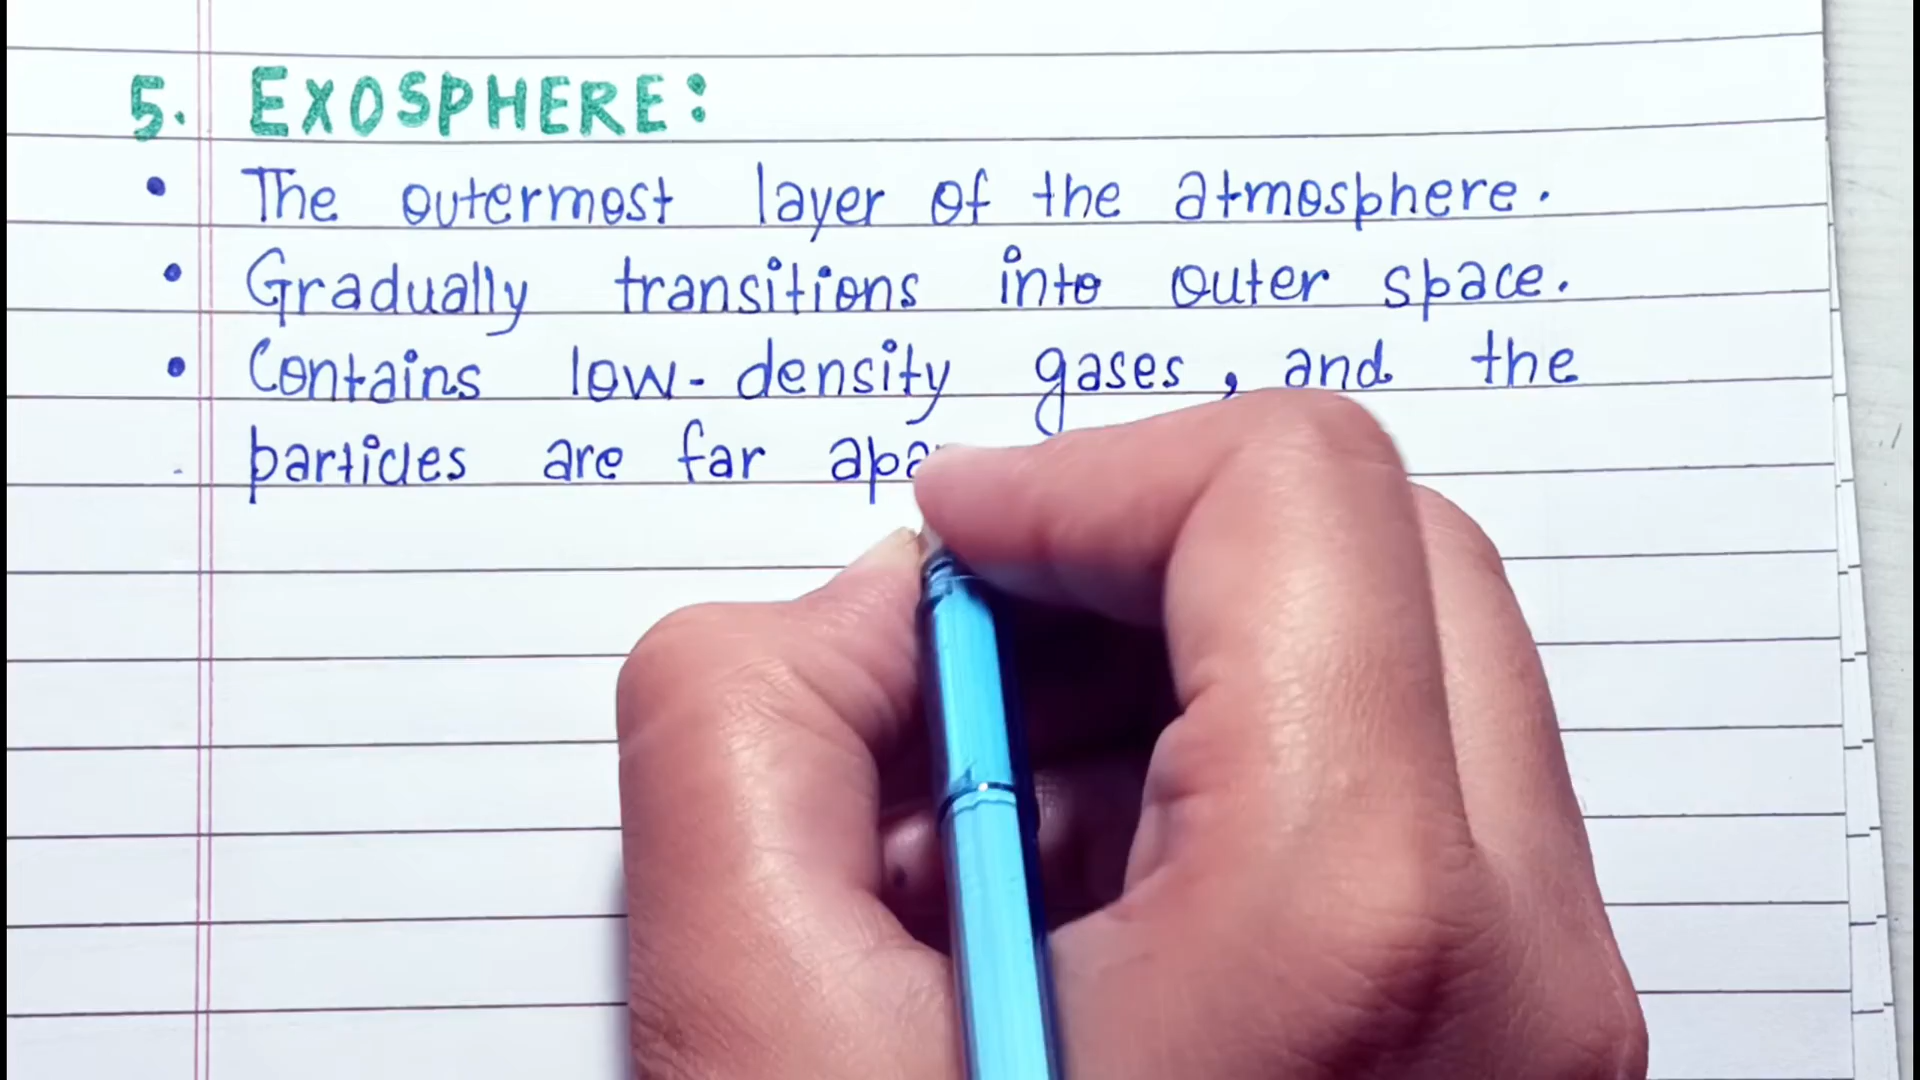 5. EXOSPHERE:
• The outermost layer of the atmosphere.
• Gradually transitions into outer space.
• Contains low-density gases, and the
particles are far